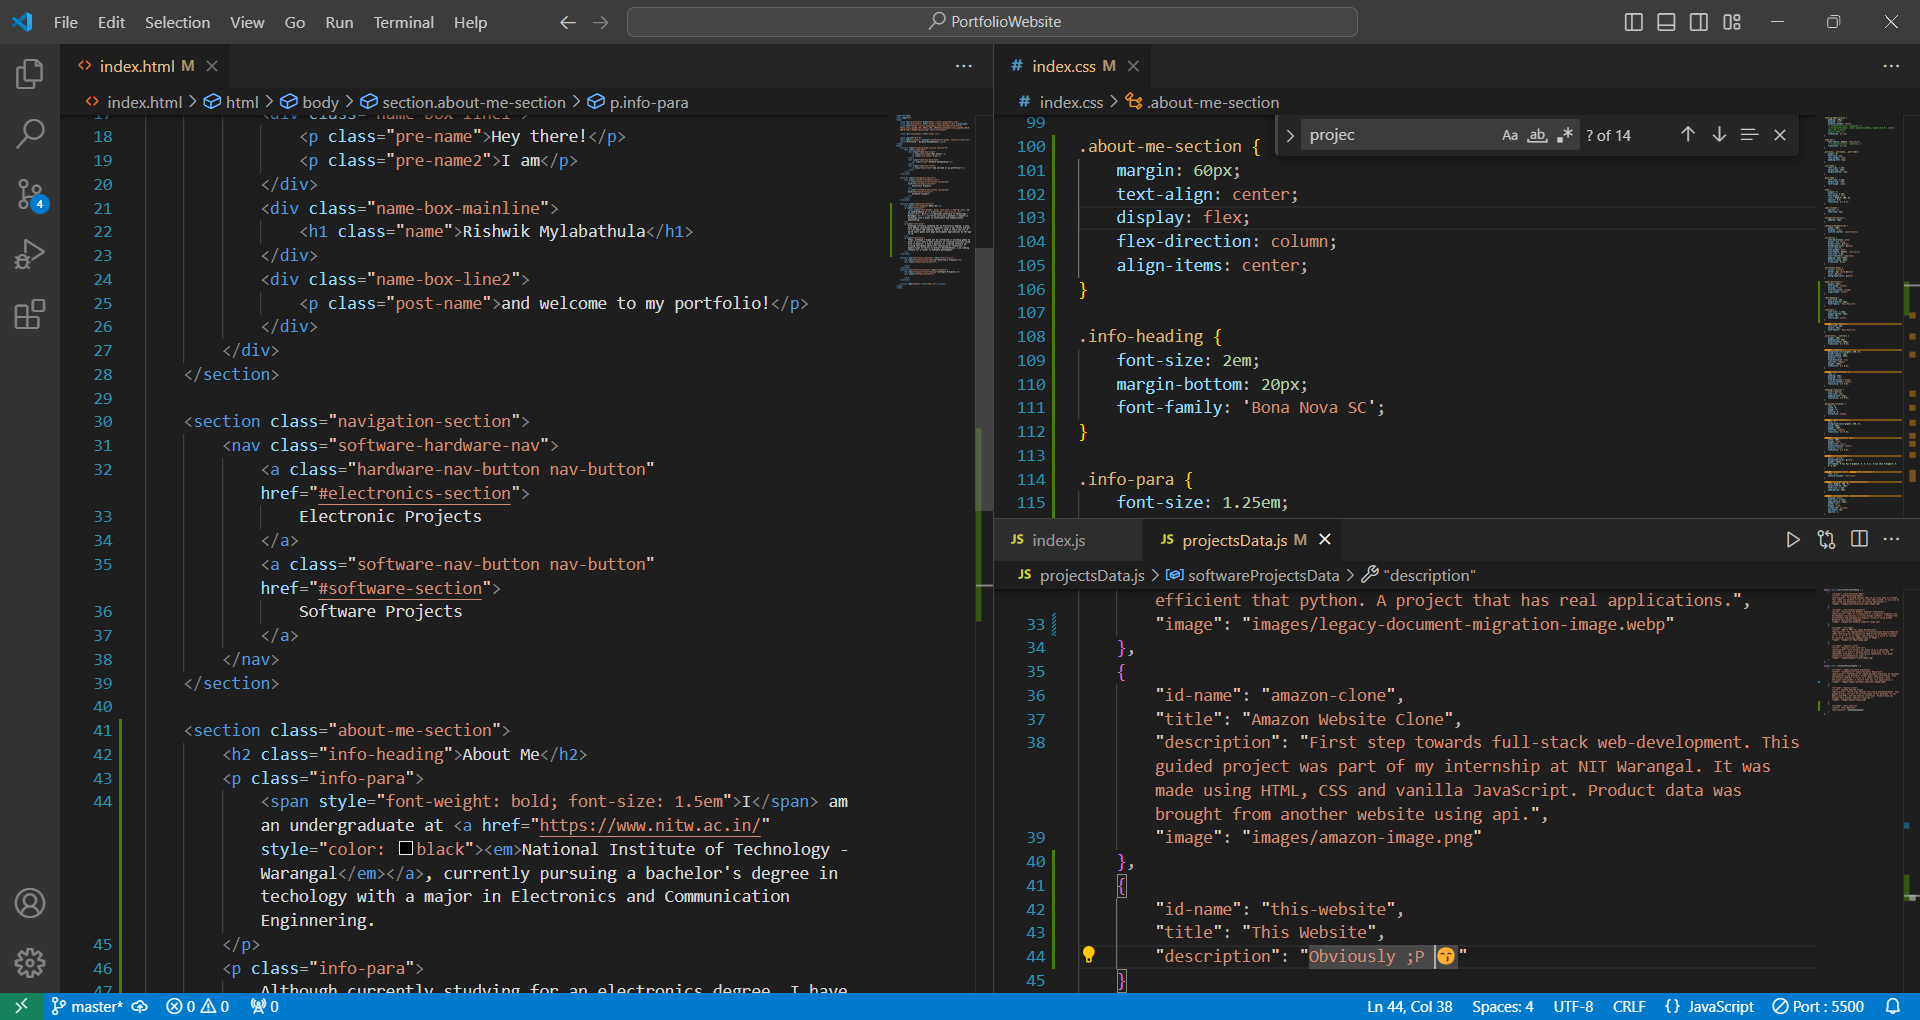 File Edit Selection View Go Run Terminal Help
PortfolioWebsite
index.html M
index.html > html > body > section.about-me-section > p.info-para
17 <div class="name-box-line1">
18 <p class="pre-name">Hey there!</p>
19 <p class="pre-name2">I am</p>
20 </div>
21 <div class="name-box-mainline">
22 <h1 class="name">Rishwik Mylabathula</h1>
23 </div>
24 <div class="name-box-line2">
25 <p class="post-name">and welcome to my portfolio!</p>
26 </div>
27 </div>
28 </section>
29
30 <section class="navigation-section">
31 <nav class="software-hardware-nav">
32 <a class="hardware-nav-button nav-button"
href="#electronics-section">
33 Electronic Projects
34 </a>
35 <a class="software-nav-button nav-button"
href="#software-section">
36 Software Projects
37 </a>
38 </nav>
39 </section>
40
41 <section class="about-me-section">
42 <h2 class="info-heading">About Me</h2>
43 <p class="info-para">
44 <span style="font-weight: bold; font-size: 1.5em">I</span> am
an undergraduate at <a href="https://www.nitw.ac.in/"
style="color: black"><em>National Institute of Technology -
Warangal</em></a>, currently pursuing a bachelor's degree in
techology with a major in Electronics and Communication
Enginnering.
45 </p>
46 <p class="info-para">
47 Although currently studying for an electronics degree, I have
# index.css M
# index.css > .about-me-section
projec Aa ab .* ? of 14
99
100 .about-me-section {
101 margin: 60px;
102 text-align: center;
103 display: flex;
104 flex-direction: column;
105 align-items: center;
106 }
107
108 .info-heading {
109 font-size: 2em;
110 margin-bottom: 20px;
111 font-family: 'Bona Nova SC';
112 }
113
114 .info-para {
115 font-size: 1.25em;
JS index.js JS projectsData.js M
JS projectsData.js > softwareProjectsData > "description"
efficient that python. A project that has real applications.",
33 "image": "images/legacy-document-migration-image.webp"
34 },
35 {
36 "id-name": "amazon-clone",
37 "title": "Amazon Website Clone",
38 "description": "First step towards full-stack web-development. This
guided project was part of my internship at NIT Warangal. It was
made using HTML, CSS and vanilla JavaScript. Product data was
brought from another website using api.",
39 "image": "images/amazon-image.png"
40 },
41 {
42 "id-name": "this-website",
43 "title": "This Website",
44 "description": "Obviously ;P 😙"
45 }
4
master* 0 0 0 Ln 44, Col 38 Spaces: 4 UTF-8 CRLF {} JavaScript Port : 5500